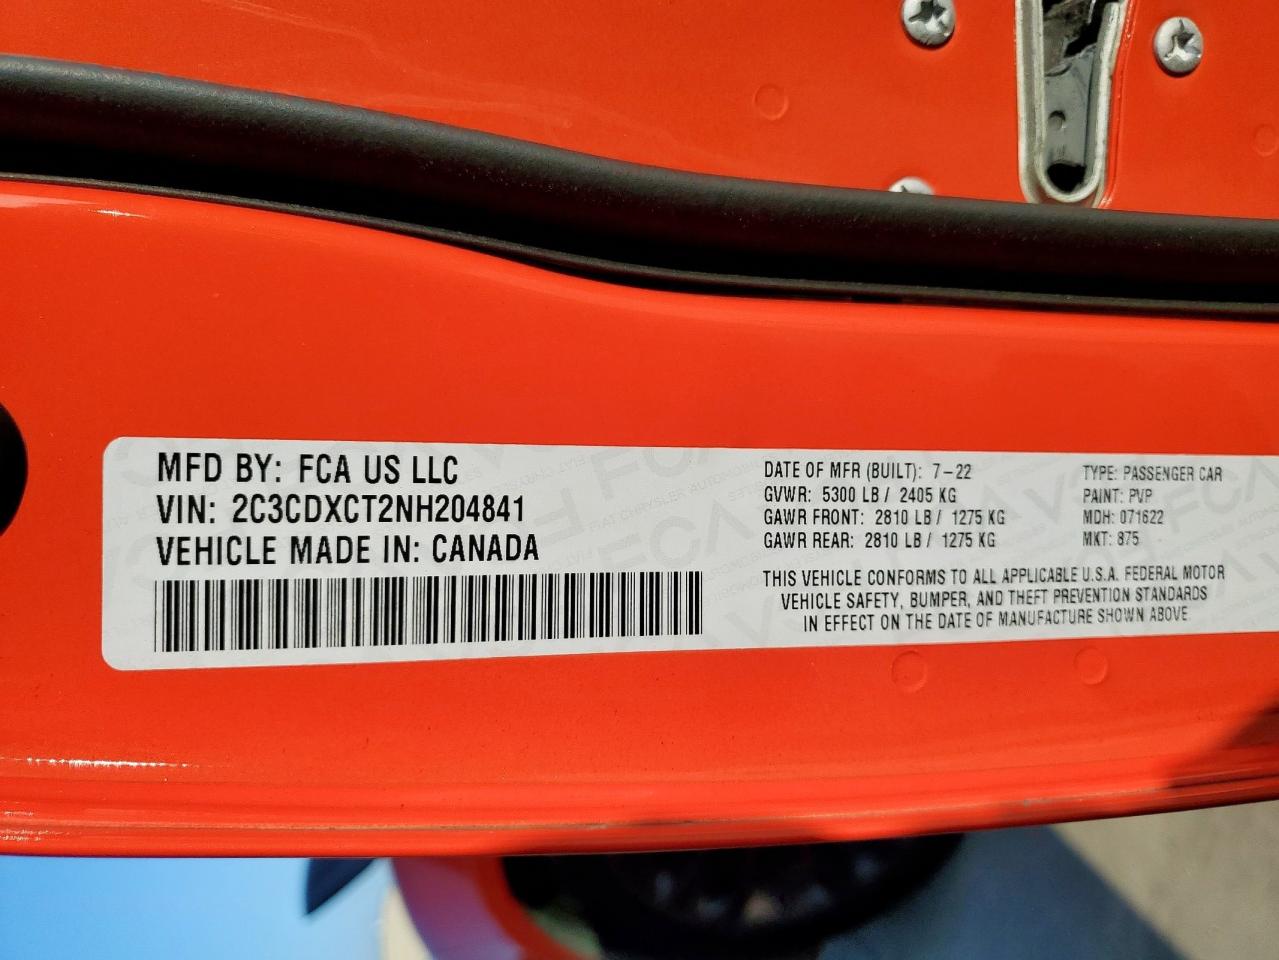 MFD BY: FCA US LLC
VIN: 2C3CDXCT2NH204841
VEHICLE MADE IN: CANADA
DATE OF MFR (BUILT): 7-22
GVWR: 5300 LB / 2405 KG
GAWR FRONT: 2810 LB / 1275 KG
GAWR REAR: 2810 LB / 1275 KG
TYPE: PASSENGER CAR
PAINT: PVP
MDH: 071622
MKT: 875
THIS VEHICLE CONFORMS TO ALL APPLICABLE U.S.A. FEDERAL MOTOR
VEHICLE SAFETY, BUMPER, AND THEFT PREVENTION STANDARDS
IN EFFECT ON THE DATE OF MANUFACTURE SHOWN ABOVE